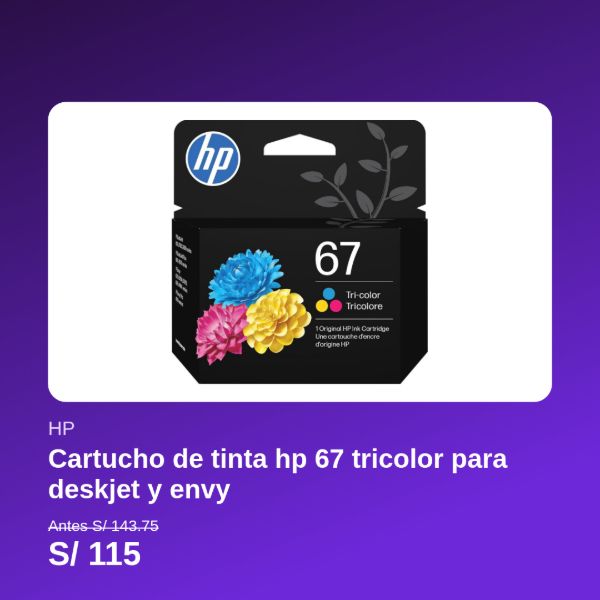 hp
67
Tri-color
Tricolore
1 Original HP Ink Cartridge
Une cartouche d'encre
d'origine HP
HP
Cartucho de tinta hp 67 tricolor para
deskjet y envy
Antes S/ 143.75
S/ 115